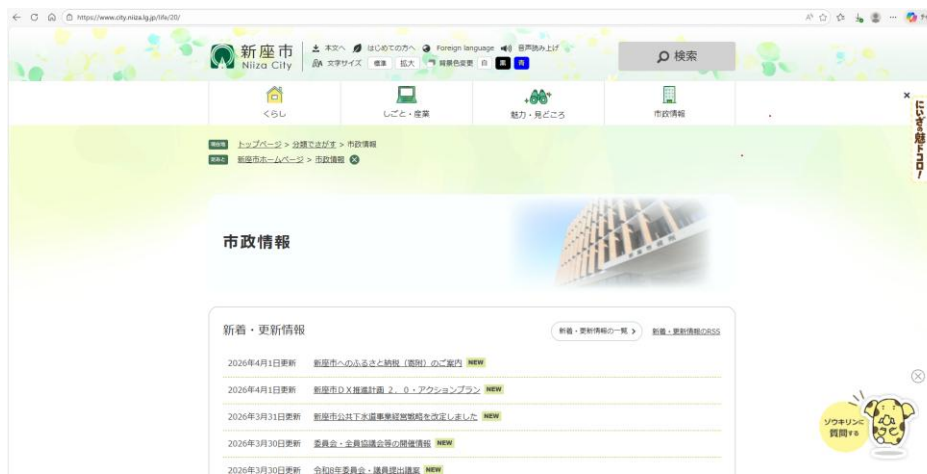 https://www.city.niiza.lg.jp/life/20/
新座市
Niiza City
本文へ はじめての方へ Foreign language 音声読み上げ
文字サイズ 標準 拡大 背景色変更 白 黒 青
検索
くらし
しごと・産業
魅力・見どころ
市政情報
にいざの魅ドコロ!
現在地 トップページ > 分類でさがす > 市政情報
新座市ホームページ > 市政情報
市政情報
新着・更新情報
新着・更新情報の一覧
新着・更新情報のRSS
2026年4月1日更新 新座市へのふるさと納税(寄附)のご案内 NEW
2026年4月1日更新 新座市DX推進計画 2.0・アクションプラン NEW
2026年3月31日更新 新座市公共下水道事業経営戦略を改定しました NEW
2026年3月30日更新 委員会・全員協議会等の開催情報 NEW
2026年3月30日更新 令和8年委員会・議員提出議案 NEW
ゾウキリンに
質問する